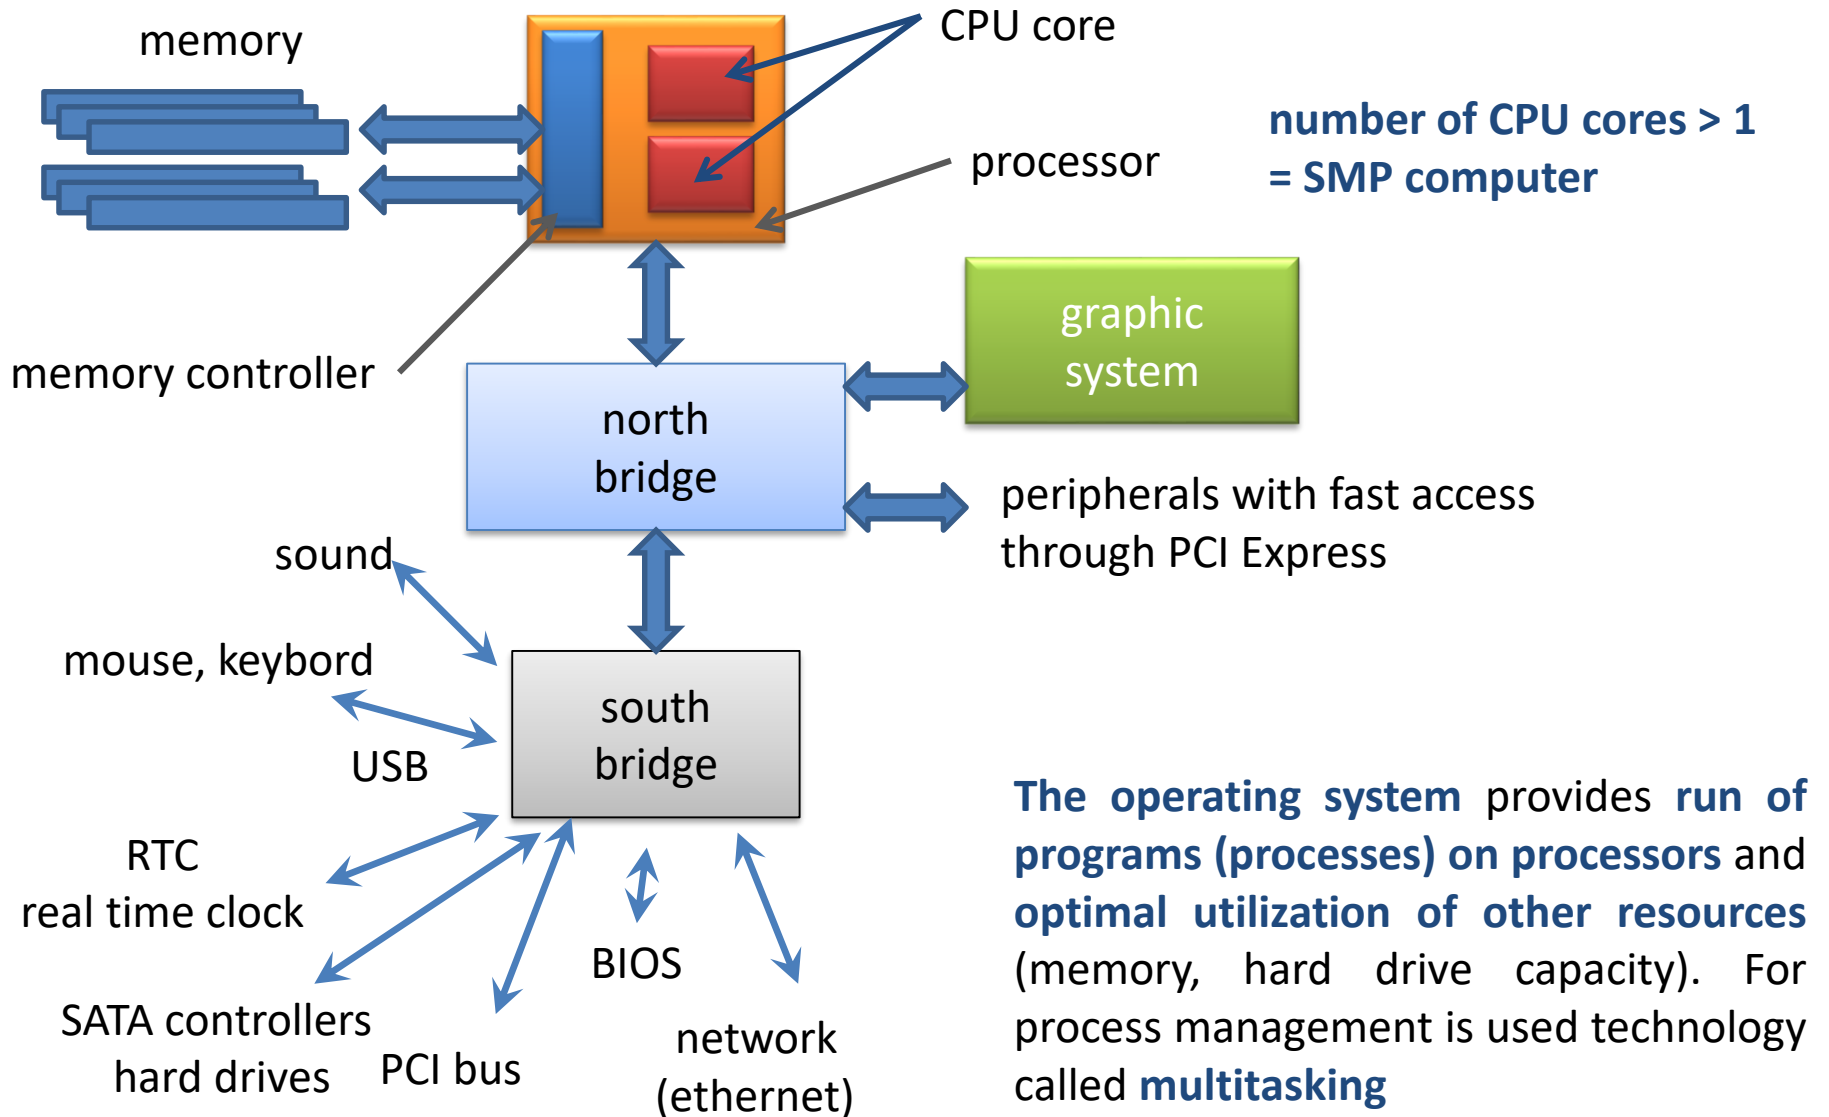 memory
CPU core
number of CPU cores > 1
= SMP computer
processor
graphic
system
memory controller
north
bridge
peripherals with fast access
through PCI Express
sound
mouse, keybord
USB
south
bridge
RTC
real time clock
SATA controllers
hard drives
PCI bus
BIOS
network
(ethernet)
The operating system provides run of
programs (processes) on processors and
optimal utilization of other resources
(memory, hard drive capacity). For
process management is used technology
called multitasking